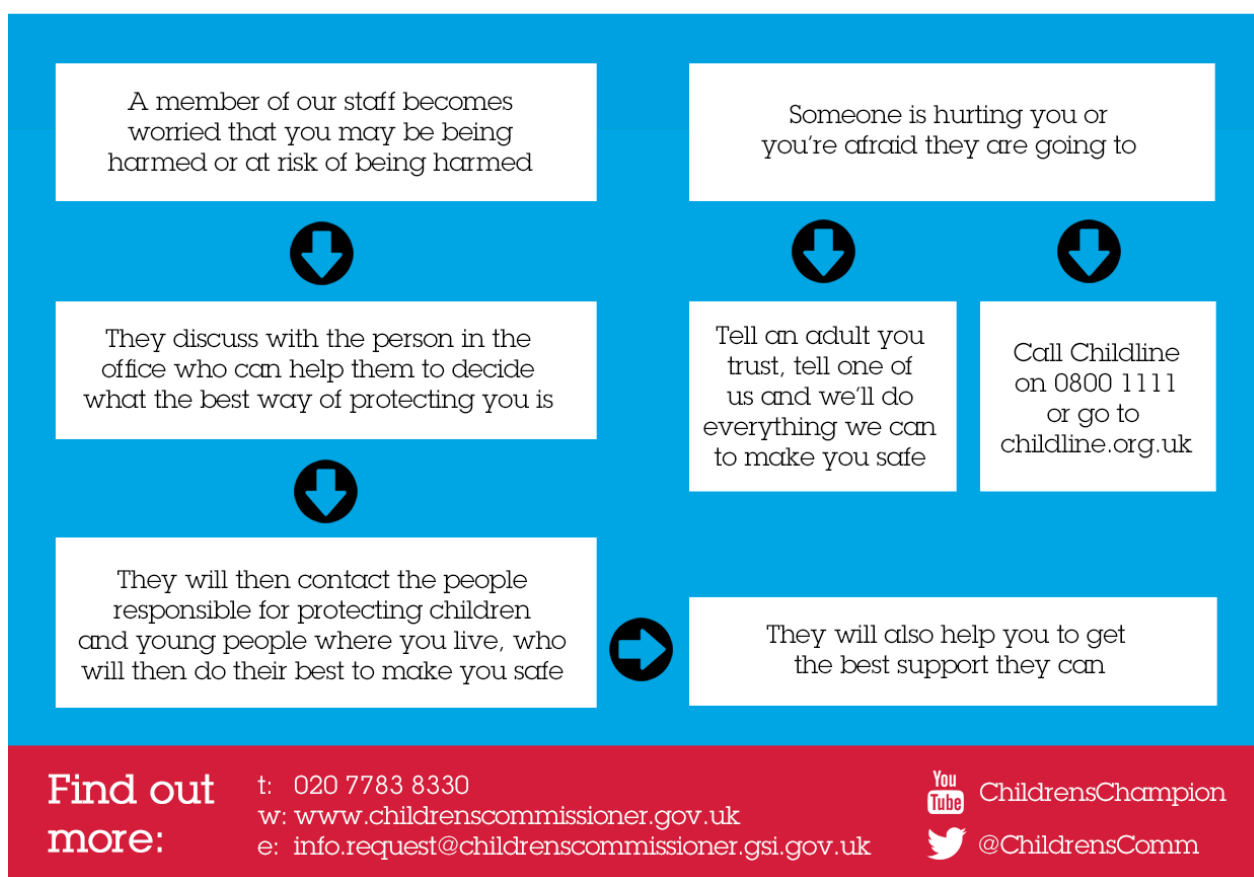 A member of our staff becomes
worried that you may be being
harmed or at risk of being harmed
They discuss with the person in the
office who can help them to decide
what the best way of protecting you is
They will then contact the people
responsible for protecting children
and young people where you live, who
will then do their best to make you safe
They will also help you to get
the best support they can
Someone is hurting you or
you're afraid they are going to
Tell an adult you
trust, tell one of
us and we'll do
everything we can
to make you safe
Call Childline
on 0800 1111
or go to
childline.org.uk
Find out
more:
t: 020 7783 8330
w: www.childrenscommissioner.gov.uk
e: info.request@childrenscommissioner.gsi.gov.uk
You
Tube
ChildrensChampion
@ChildrensComm